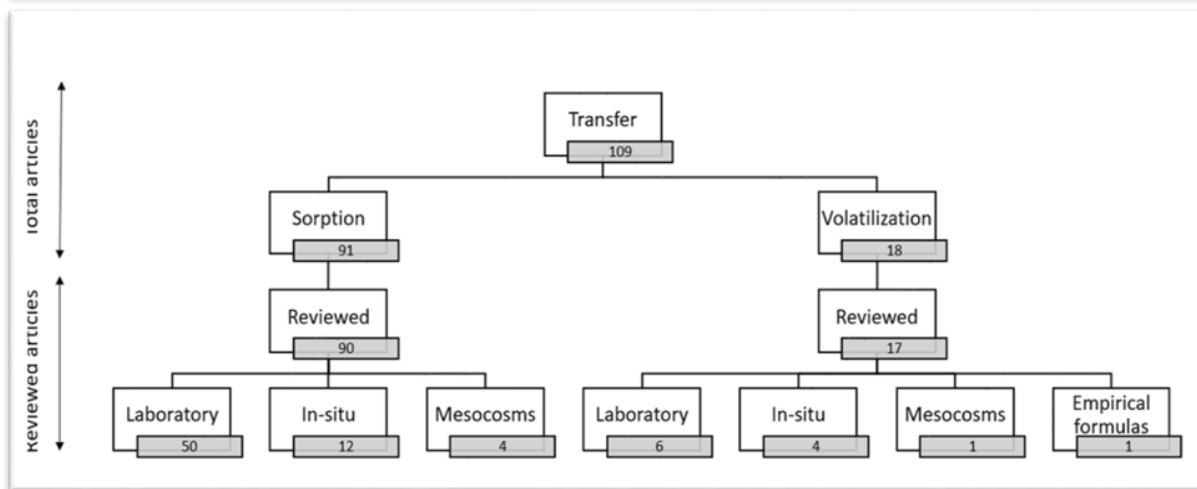 Transfer
109
Total articles
Sorption
91
Volatilization
18
Reviewed articles
Reviewed
90
Reviewed
17
Laboratory
50
In-situ
12
Mesocosms
4
Laboratory
6
In-situ
4
Mesocosms
1
Empirical
formulas
1